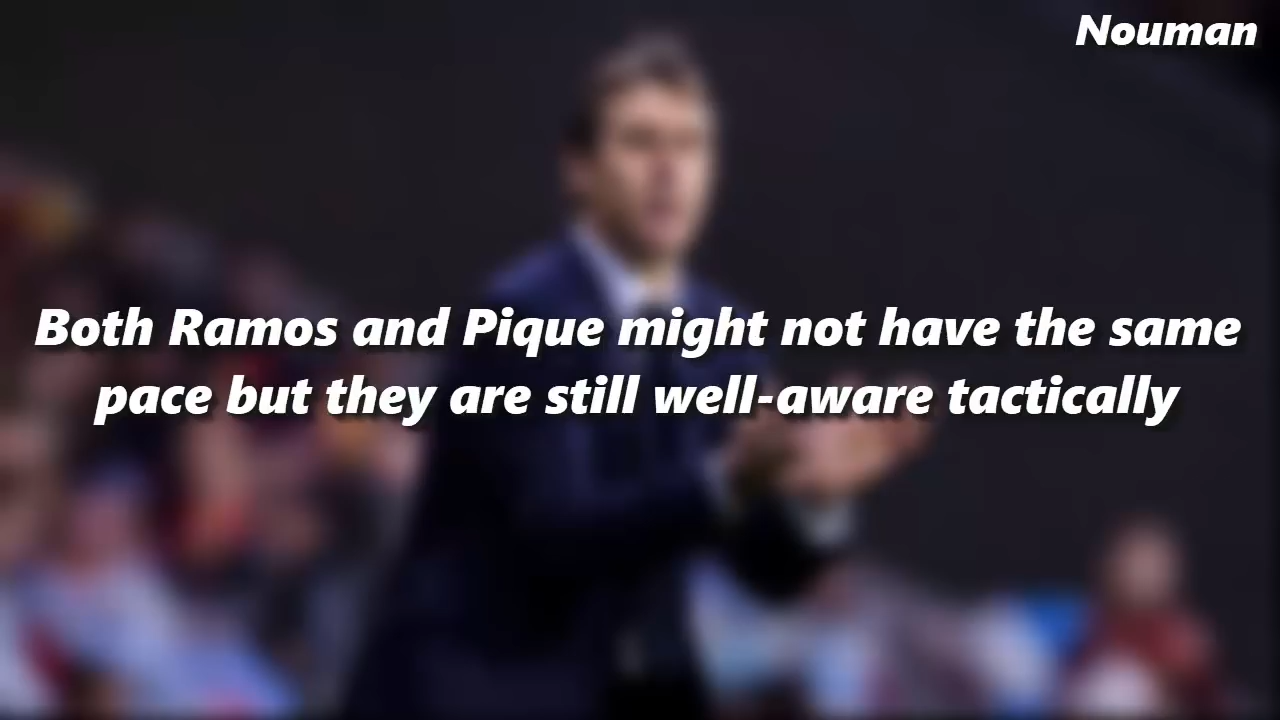 Nouman
Both Ramos and Pique might not have the same
pace but they are still well-aware tactically